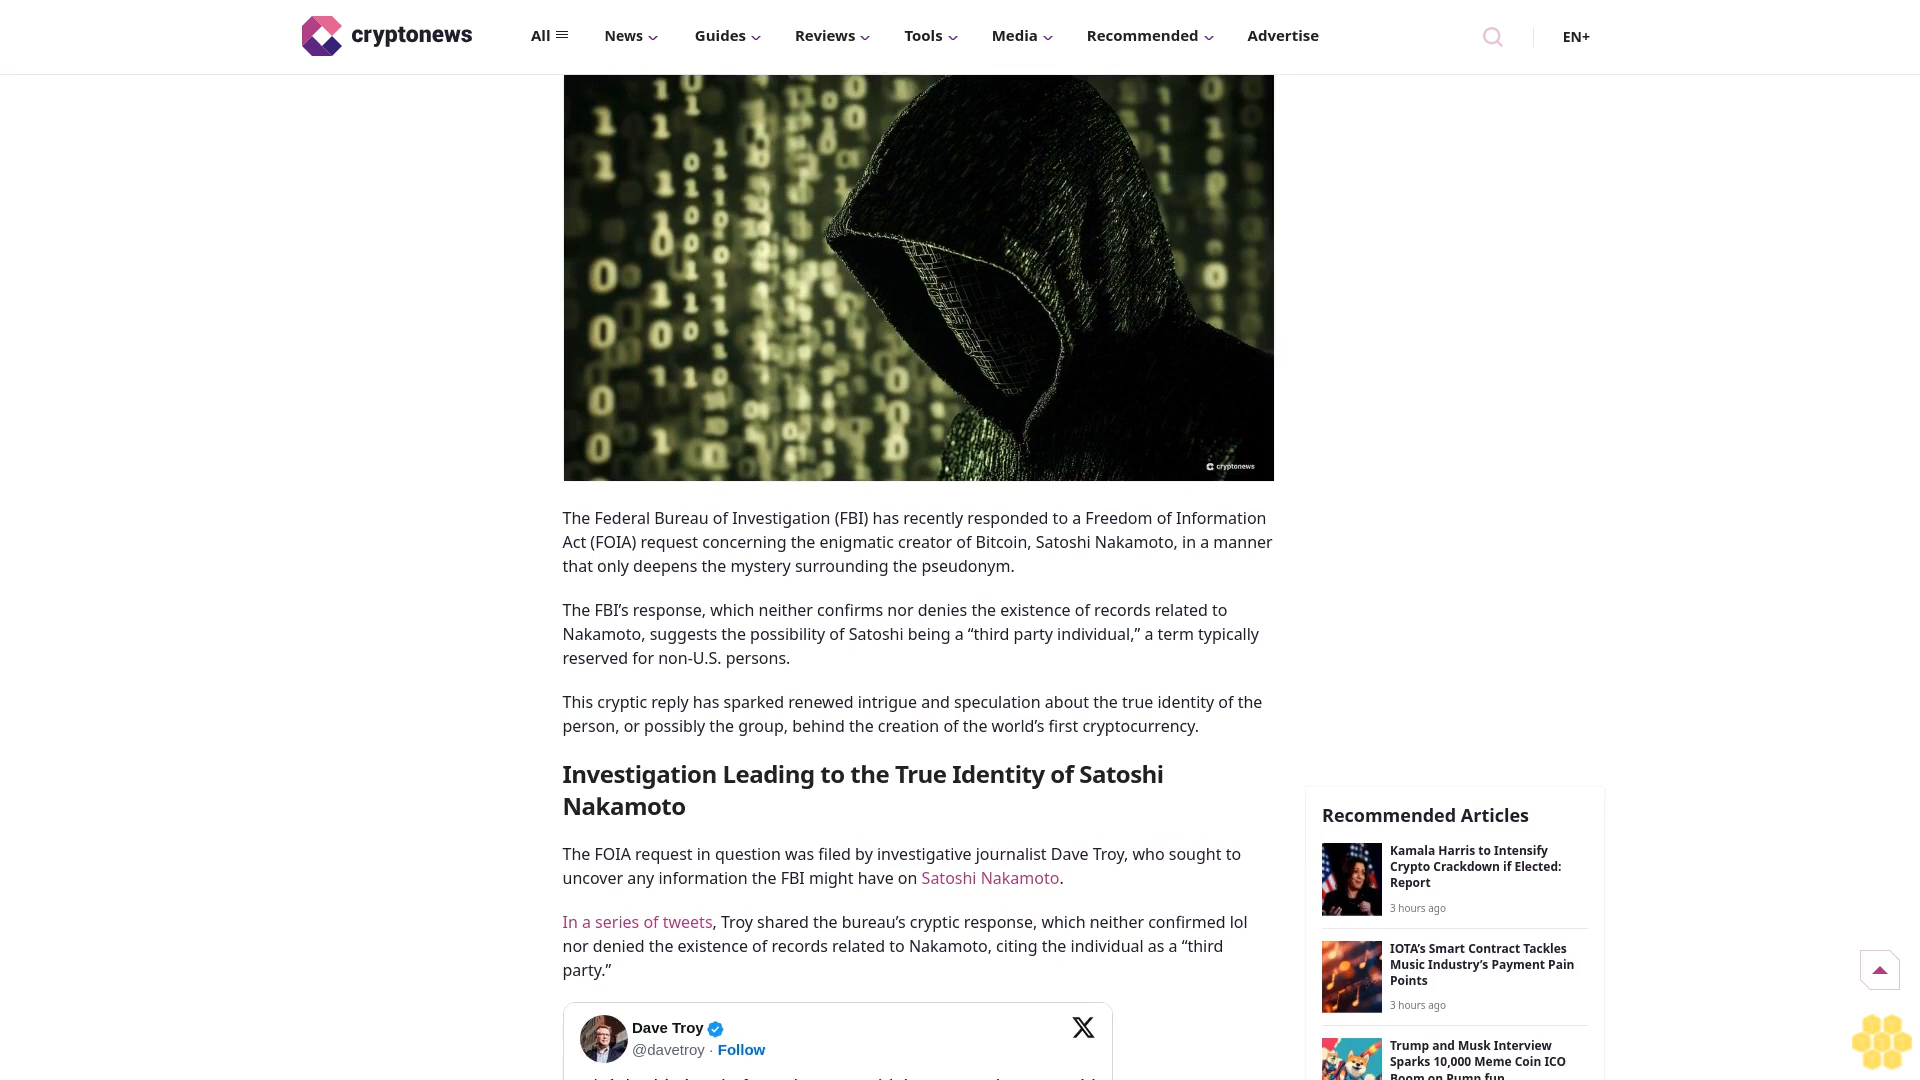 cryptonews
All
News
Guides
Reviews
Tools
Media
Recommended
Advertise
EN+
cryptonews
The Federal Bureau of Investigation (FBI) has recently responded to a Freedom of Information
Act (FOIA) request concerning the enigmatic creator of Bitcoin, Satoshi Nakamoto, in a manner
that only deepens the mystery surrounding the pseudonym.
The FBI’s response, which neither confirms nor denies the existence of records related to
Nakamoto, suggests the possibility of Satoshi being a “third party individual,” a term typically
reserved for non-U.S. persons.
This cryptic reply has sparked renewed intrigue and speculation about the true identity of the
person, or possibly the group, behind the creation of the world’s first cryptocurrency.
Investigation Leading to the True Identity of Satoshi
Nakamoto
The FOIA request in question was filed by investigative journalist Dave Troy, who sought to
uncover any information the FBI might have on Satoshi Nakamoto.
In a series of tweets, Troy shared the bureau’s cryptic response, which neither confirmed lol
nor denied the existence of records related to Nakamoto, citing the individual as a “third
party.”
Dave Troy
@davetroy · Follow
Recommended Articles
Kamala Harris to Intensify
Crypto Crackdown if Elected:
Report
3 hours ago
IOTA’s Smart Contract Tackles
Music Industry’s Payment Pain
Points
3 hours ago
Trump and Musk Interview
Sparks 10,000 Meme Coin ICO
Boom on Pump.fun